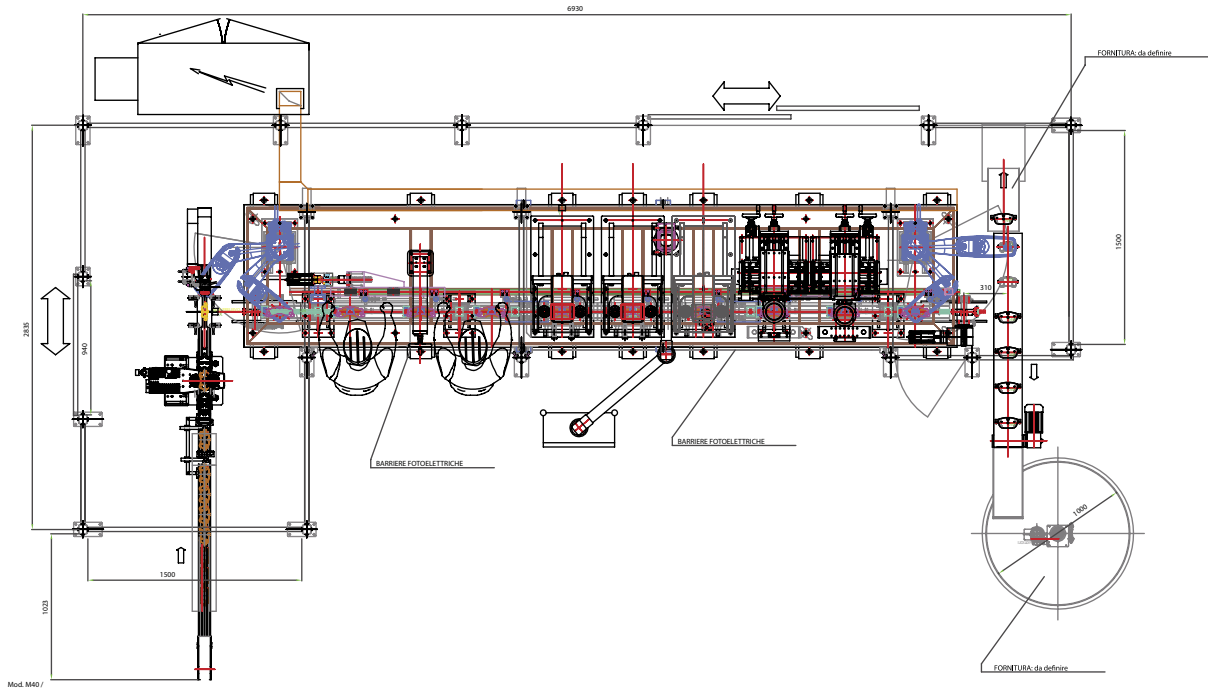 6930
FORNITURA: da definire
1500
310
2835
940
BARRIERE FOTOELETTRICHE
BARRIERE FOTOELETTRICHE
1000
1500
1023
FORNITURA: da definire
Mod. M40 /